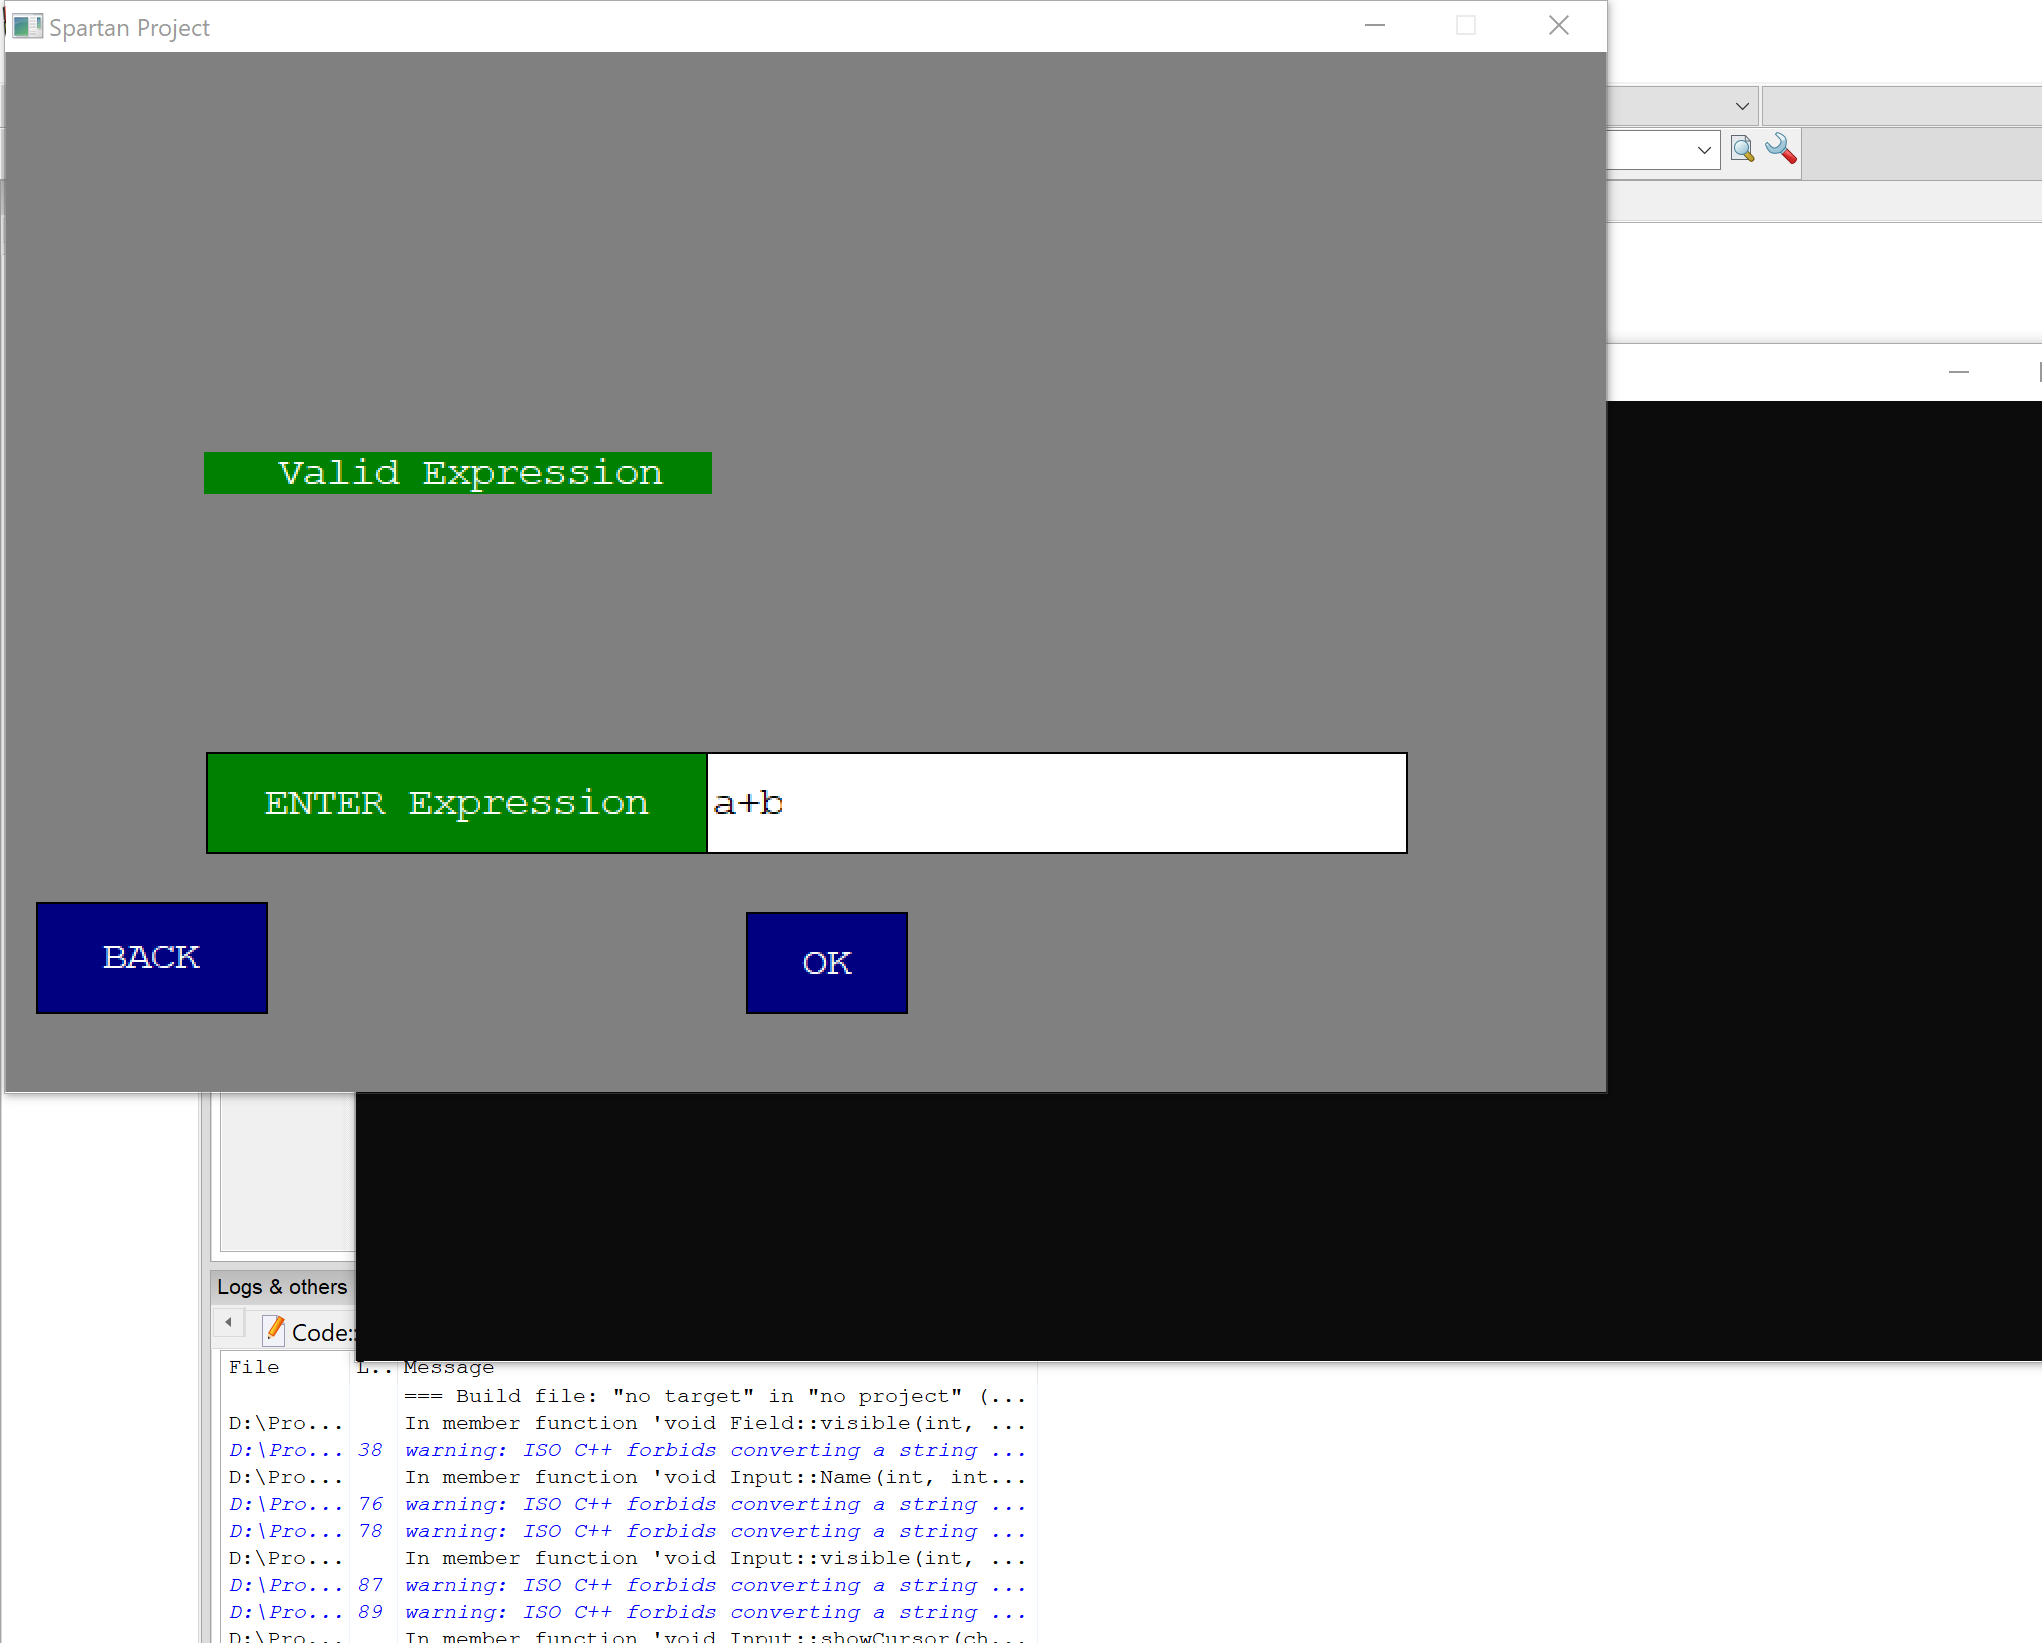 Spartan Project
Valid Expression
ENTER Expression a+b
BACK
OK
Logs & others
Code::
File L.. Message
=== Build file: "no target" in "no project" (...
D:\Pro... In member function 'void Field::visible(int, ...
D:\Pro... 38 warning: ISO C++ forbids converting a string ...
D:\Pro... In member function 'void Input::Name(int, int...
D:\Pro... 76 warning: ISO C++ forbids converting a string ...
D:\Pro... 78 warning: ISO C++ forbids converting a string ...
D:\Pro... In member function 'void Input::visible(int, ...
D:\Pro... 87 warning: ISO C++ forbids converting a string ...
D:\Pro... 89 warning: ISO C++ forbids converting a string ...
D:\Pro... In member function 'void Input::showCursor(ch...